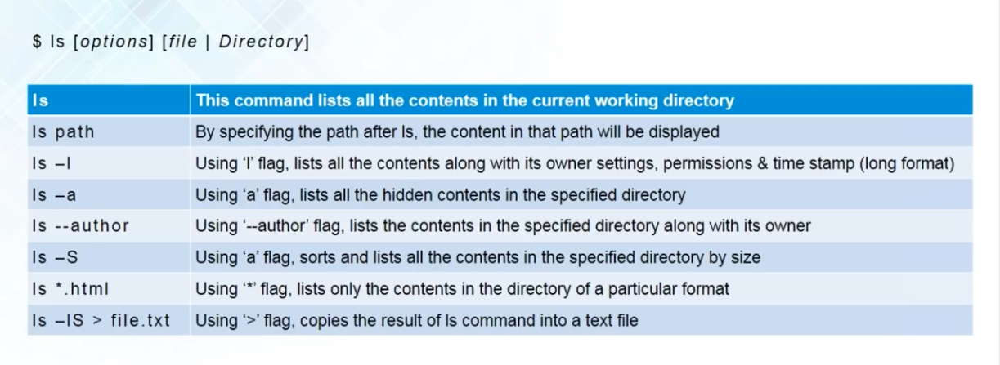 $ ls [options] [file | Directory]
ls This command lists all the contents in the current working directory
ls path By specifying the path after ls, the content in that path will be displayed
ls –l Using ‘l’ flag, lists all the contents along with its owner settings, permissions & time stamp (long format)
ls –a Using ‘a’ flag, lists all the hidden contents in the specified directory
ls --author Using ‘--author’ flag, lists the contents in the specified directory along with its owner
ls –S Using ‘a’ flag, sorts and lists all the contents in the specified directory by size
ls *.html Using ‘*’ flag, lists only the contents in the directory of a particular format
ls –lS > file.txt Using ‘>’ flag, copies the result of ls command into a text file